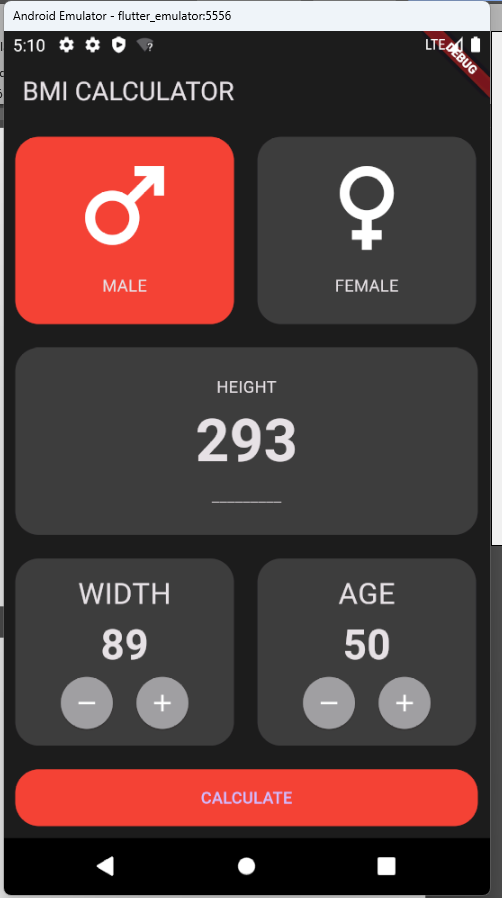 Android Emulator - flutter_emulator:5556
5:10
?
LTE
DEBUG
BMI CALCULATOR
MALE
FEMALE
HEIGHT
293
_________
WIDTH
AGE
89
50
− +
− +
CALCULATE